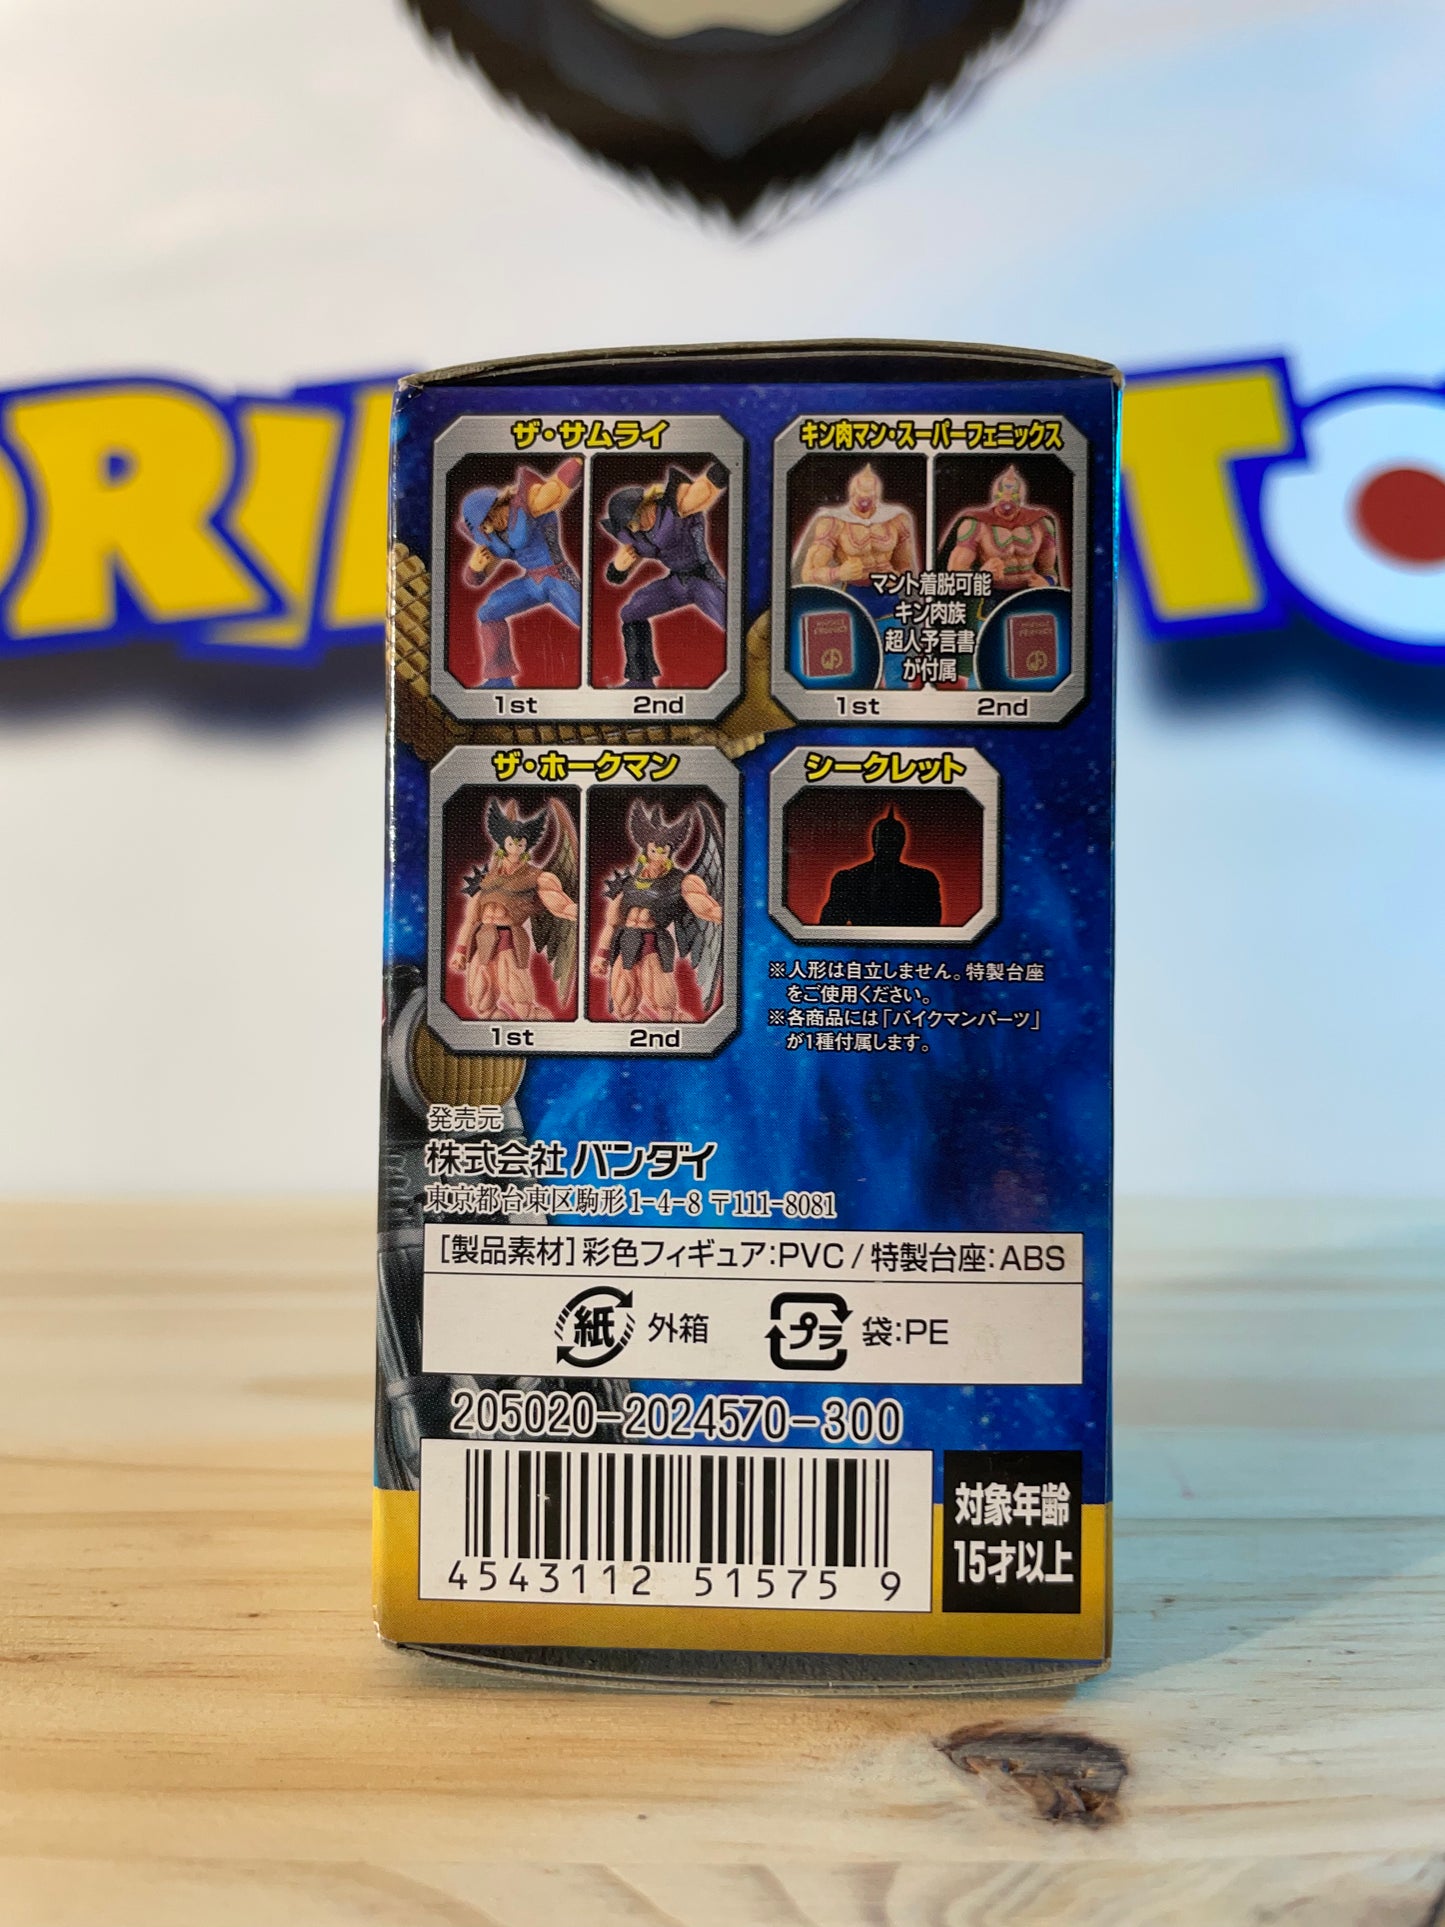 ザ・サムライ
1st
2nd
キン肉マン・スーパーフェニックス
マント着脱可能
キン肉族
超人予言書
が付属
1st
2nd
ザ・ホークマン
1st
2nd
シークレット
※人形は自立しません。特製台座
をご使用ください。
※各商品には「バイクマンパーツ」
が1種付属します。
発売元
株式会社 バンダイ
東京都台東区駒形1-4-8 〒111-8081
[製品素材] 彩色フィギュア:PVC / 特製台座:ABS
紙 外箱
プラ 袋:PE
205020-2024570-300
4543112 51575 9
対象年齢
15才以上